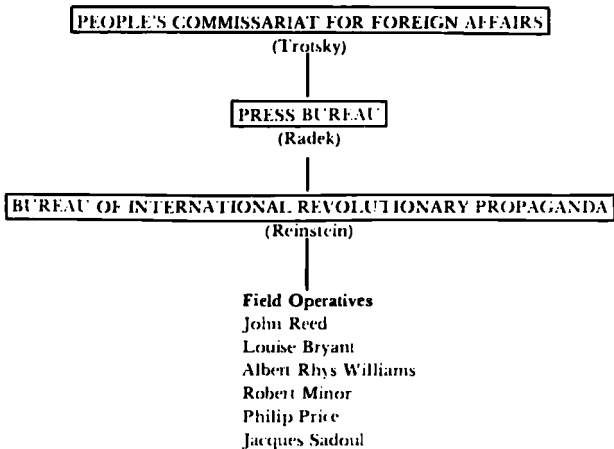 PEOPLE'S COMMISSARIAT FOR FOREIGN AFFAIRS
(Trotsky)
PRESS BUREAU
(Radek)
BUREAU OF INTERNATIONAL REVOLUTIONARY PROPAGANDA
(Reinstein)
Field Operatives
John Reed
Louise Bryant
Albert Rhys Williams
Robert Minor
Philip Price
Jacques Sadoul